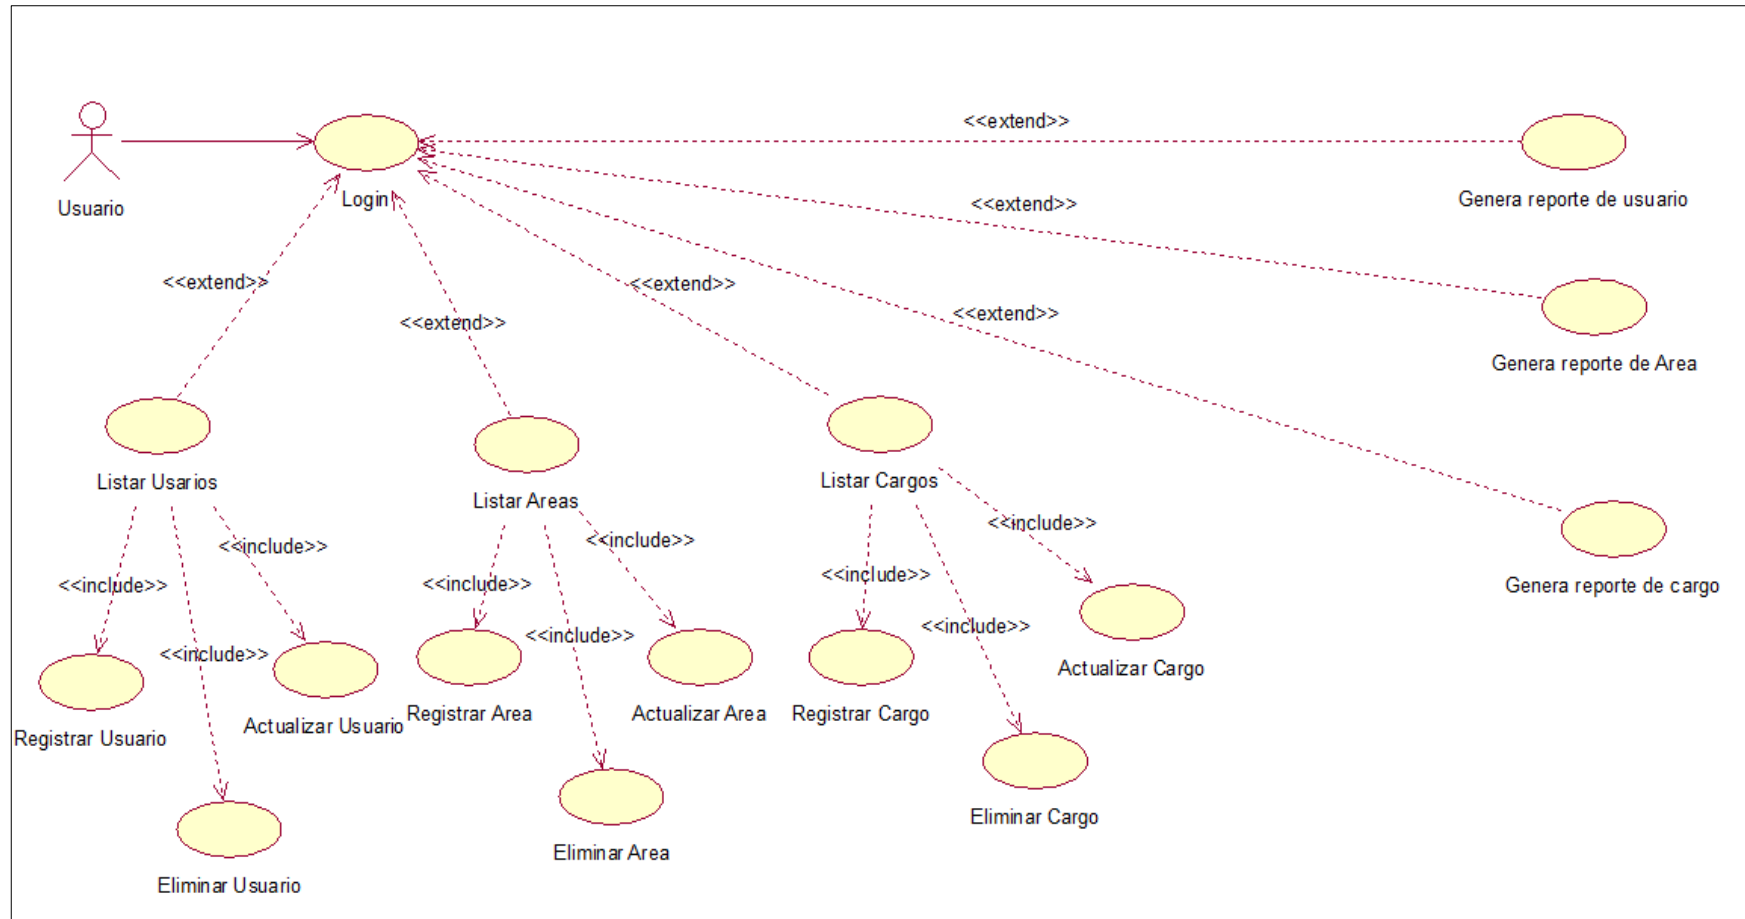 <<extend>>
Login
Usuario
Genera reporte de usuario
<<extend>>
<<extend>>
<<extend>>
<<extend>>
<<extend>>
Genera reporte de Area
Listar Usarios
Listar Areas
Listar Cargos
<<include>>
<<include>>
<<include>>
<<include>>
<<include>>
<<include>>
Genera reporte de cargo
<<include>>
<<include>>
<<include>>
Actualizar Cargo
Registrar Usuario
Actualizar Usuario
Registrar Area
Actualizar Area
Registrar Cargo
Eliminar Cargo
Eliminar Area
Eliminar Usuario